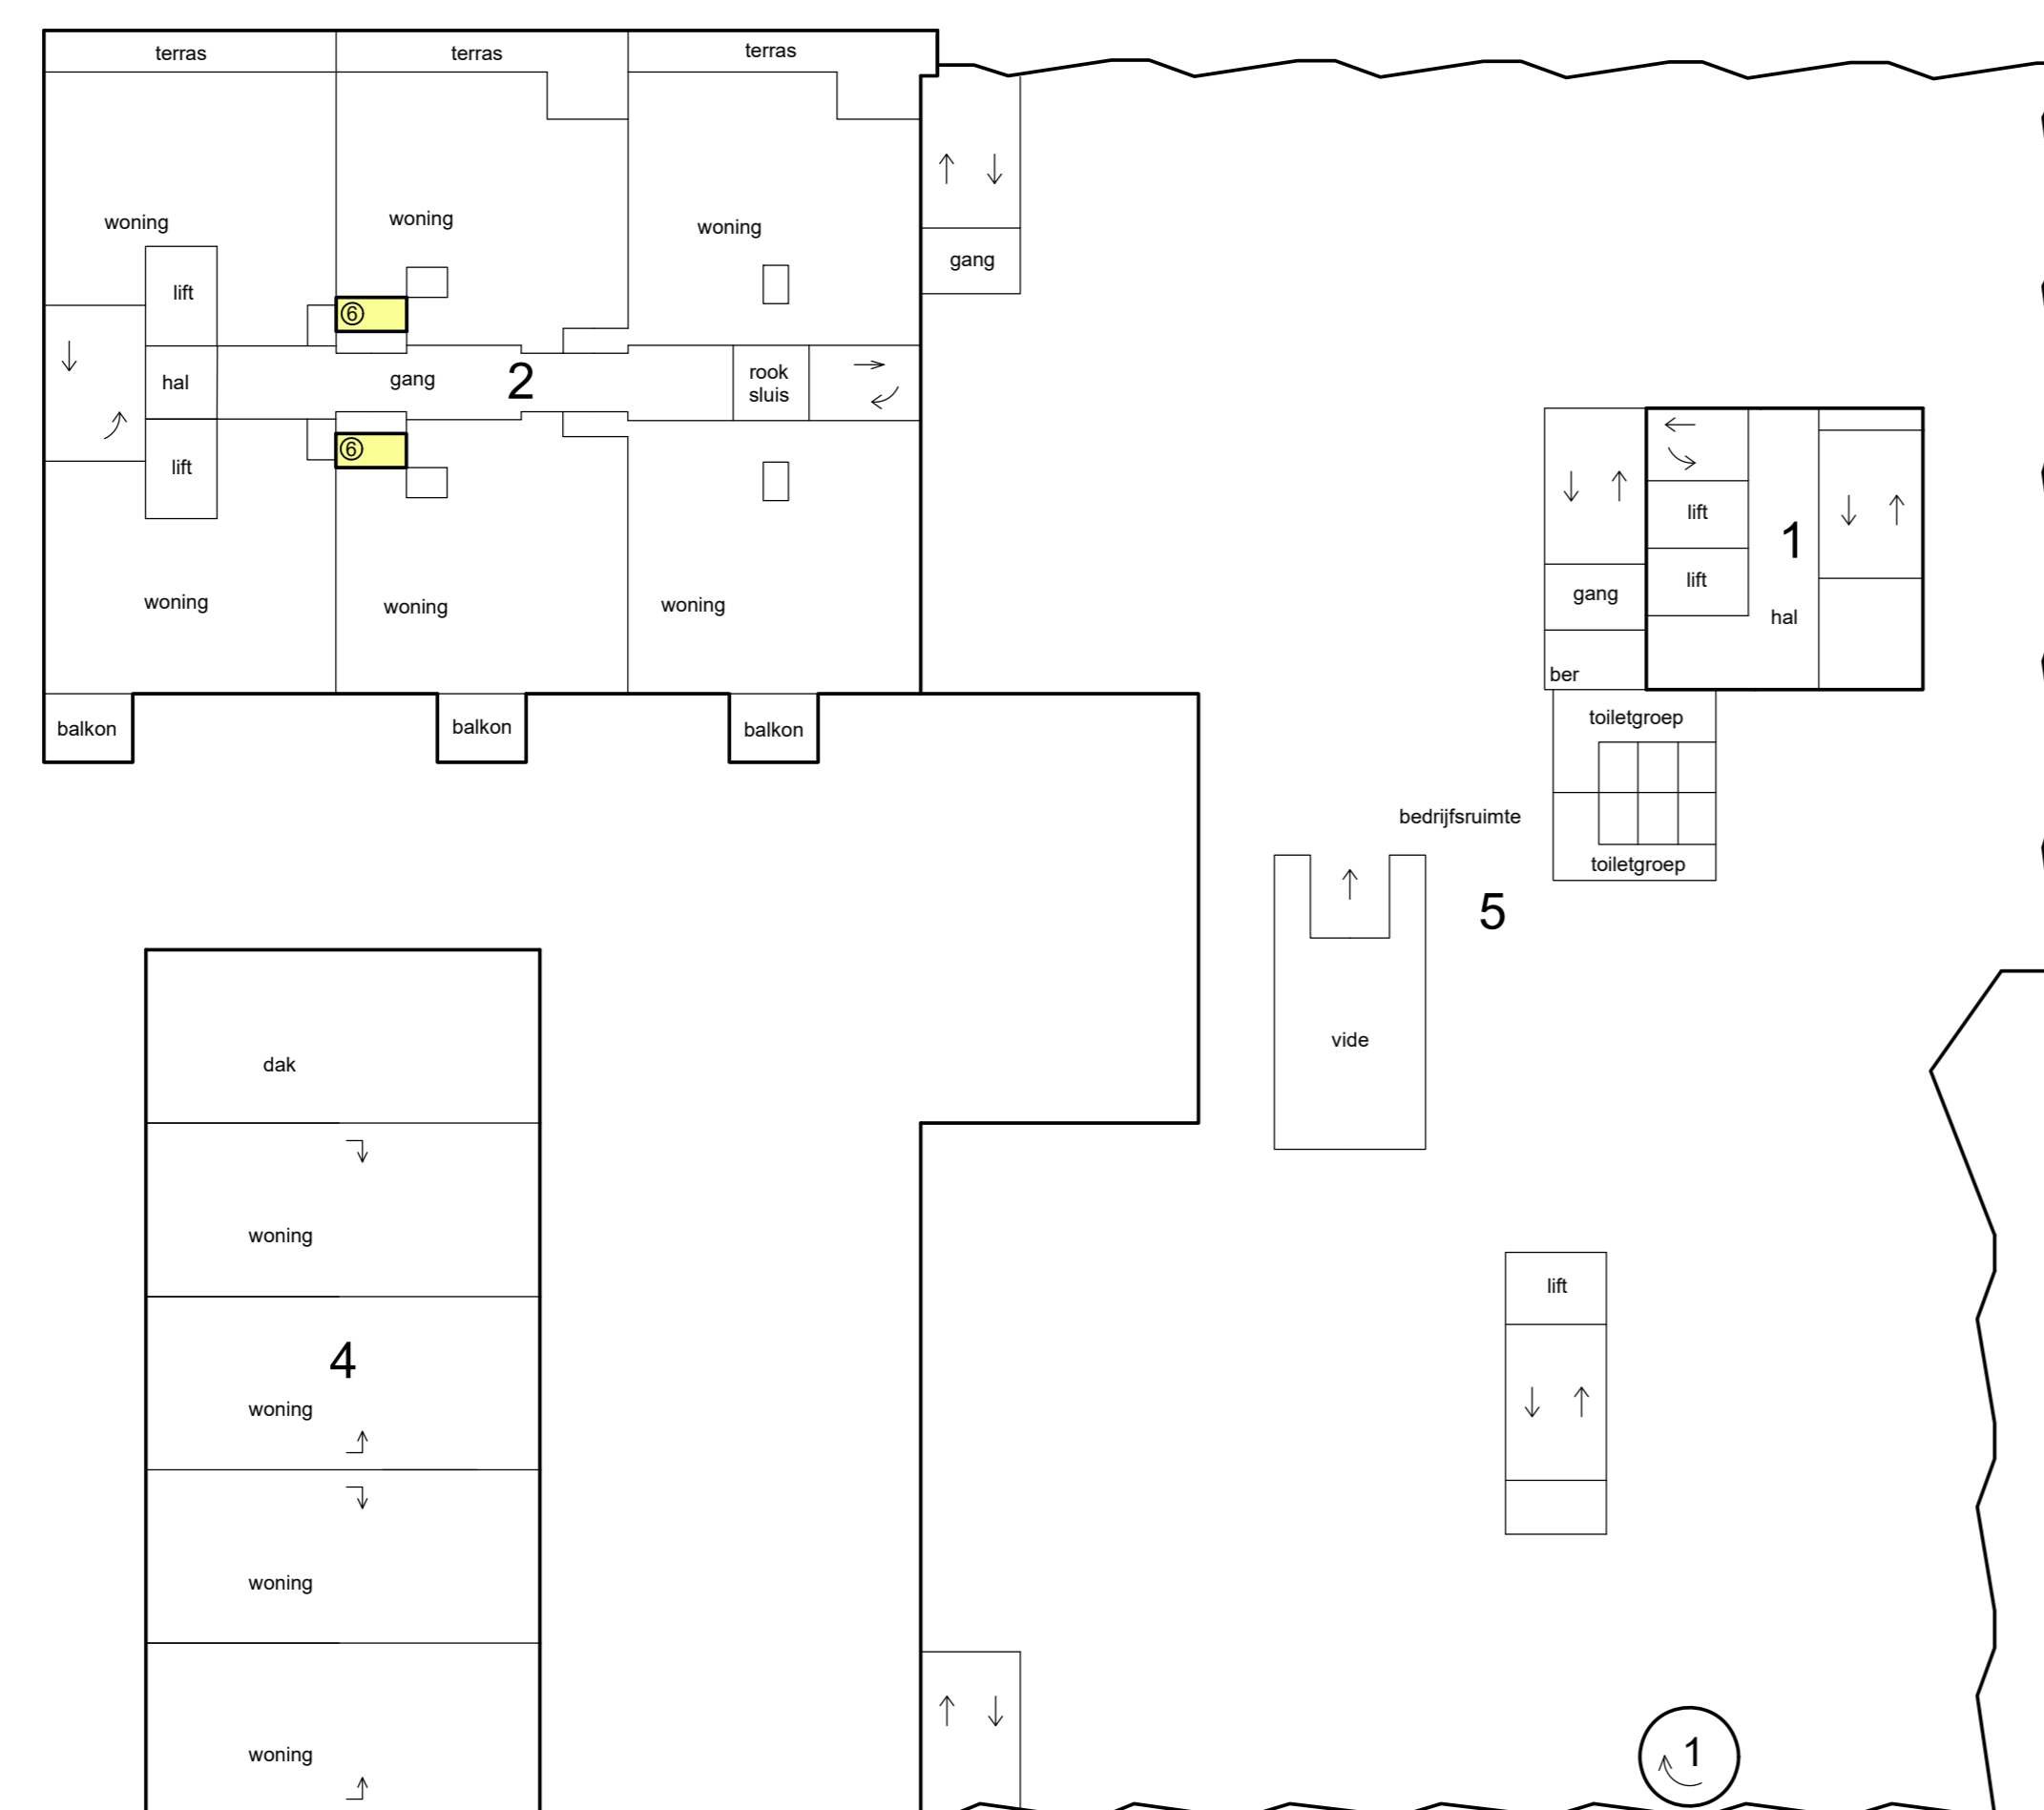 terras
terras
terras
woning
woning
woning
lift
gang
⑥
hal
gang
2
rook
sluis
⑥
lift
woning
woning
woning
balkon
balkon
balkon
lift
lift
1
gang
hal
ber
toiletgroep
bedrijfsruimte
toiletgroep
5
vide
dak
woning
4
woning
woning
woning
lift
1